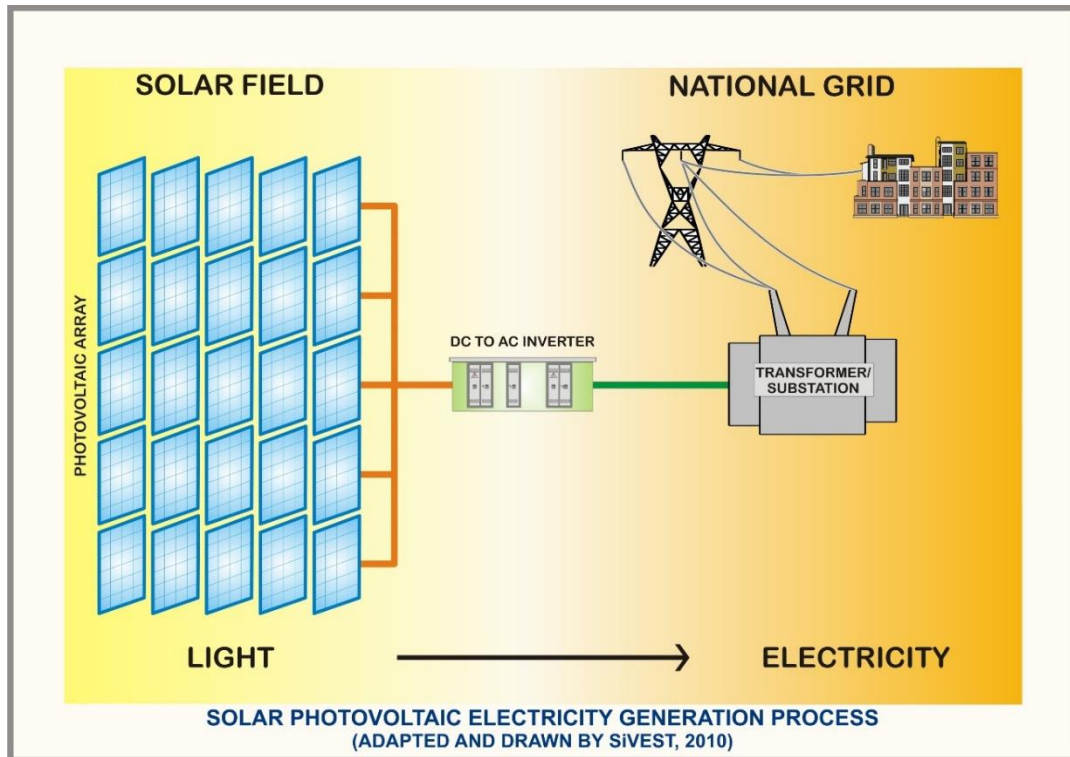 SOLAR FIELD
NATIONAL GRID
PHOTOVOLTAIC ARRAY
DC TO AC INVERTER
TRANSFORMER/
SUBSTATION
LIGHT
ELECTRICITY
SOLAR PHOTOVOLTAIC ELECTRICITY GENERATION PROCESS
(ADAPTED AND DRAWN BY SiVEST, 2010)